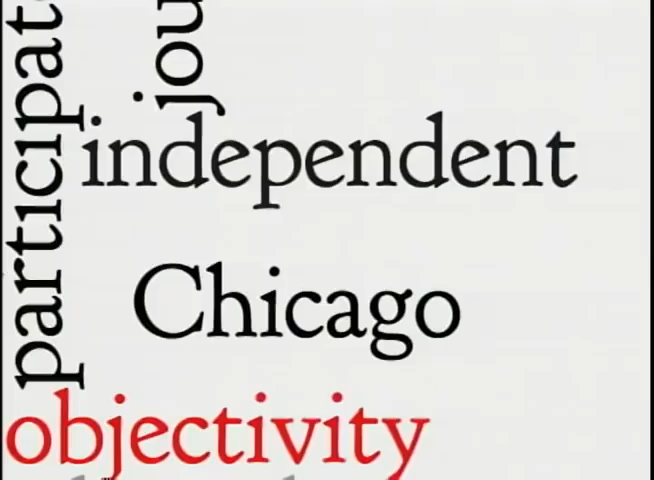 participat
jou
independent
Chicago
objectivity